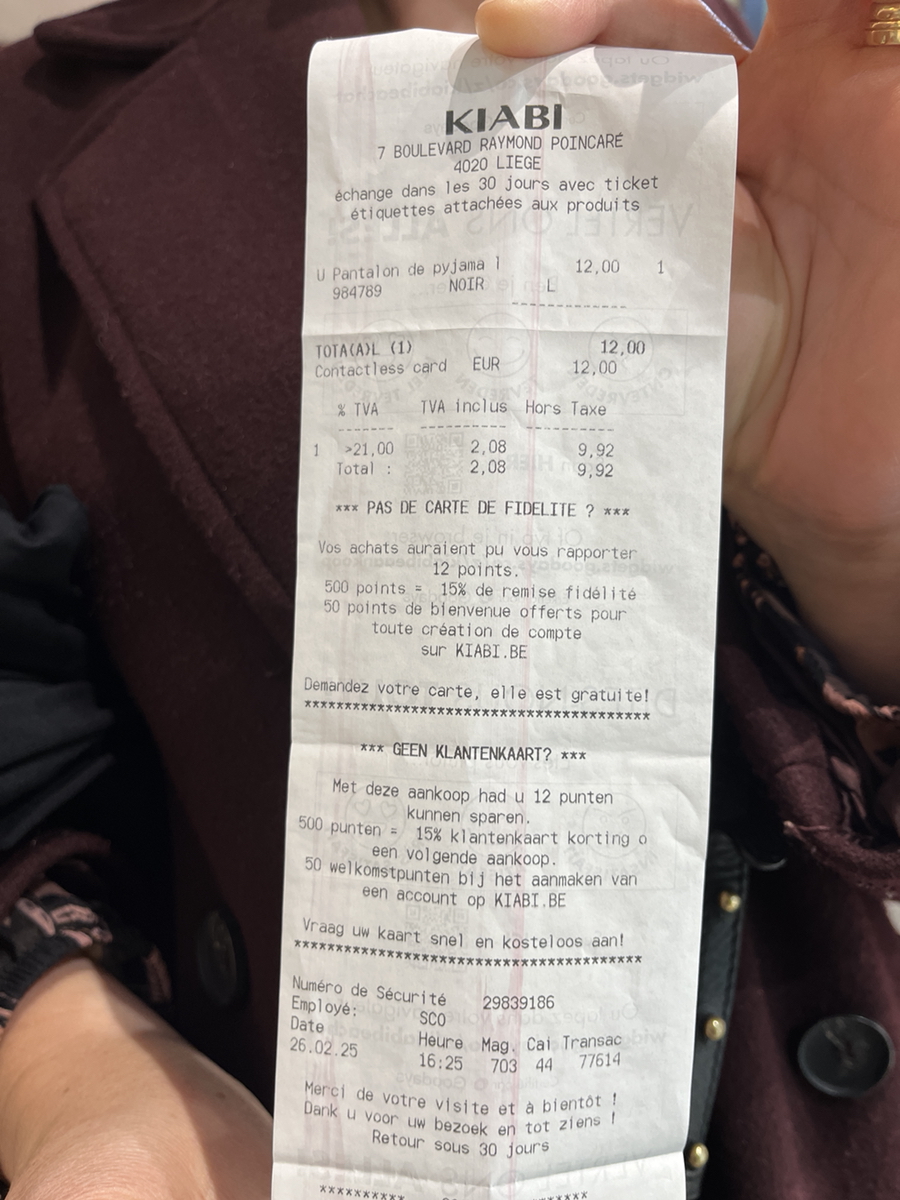 KIABI
7 BOULEVARD RAYMOND POINCARÉ
4020 LIEGE
échange dans les 30 jours avec ticket
étiquettes attachées aux produits
U Pantalon de pyjama l 12,00 1
984789 NOIR L
------------
TOTA(A)L (1) 12,00
Contactless card EUR 12,00
% TVA TVA inclus Hors Taxe
------- ----------- -----------
1 >21,00 2,08 9,92
Total : 2,08 9,92
*** PAS DE CARTE DE FIDELITE ? ***
Vos achats auraient pu vous rapporter
12 points.
500 points = 15% de remise fidélité
50 points de bienvenue offerts pour
toute création de compte
sur KIABI.BE
Demandez votre carte, elle est gratuite!
****************************************
*** GEEN KLANTENKAART? ***
Met deze aankoop had u 12 punten
kunnen sparen.
500 punten = 15% klantenkaart korting o
een volgende aankoop.
50 welkomstpunten bij het aanmaken van
een account op KIABI.BE
Vraag uw kaart snel en kosteloos aan!
****************************************
Numéro de Sécurité 29839186
Employé: SCO
Date Heure Mag. Cai Transac
26.02.25 16:25 703 44 77614
Merci de votre visite et à bientôt !
Dank u voor uw bezoek en tot ziens !
Retour sous 30 jours